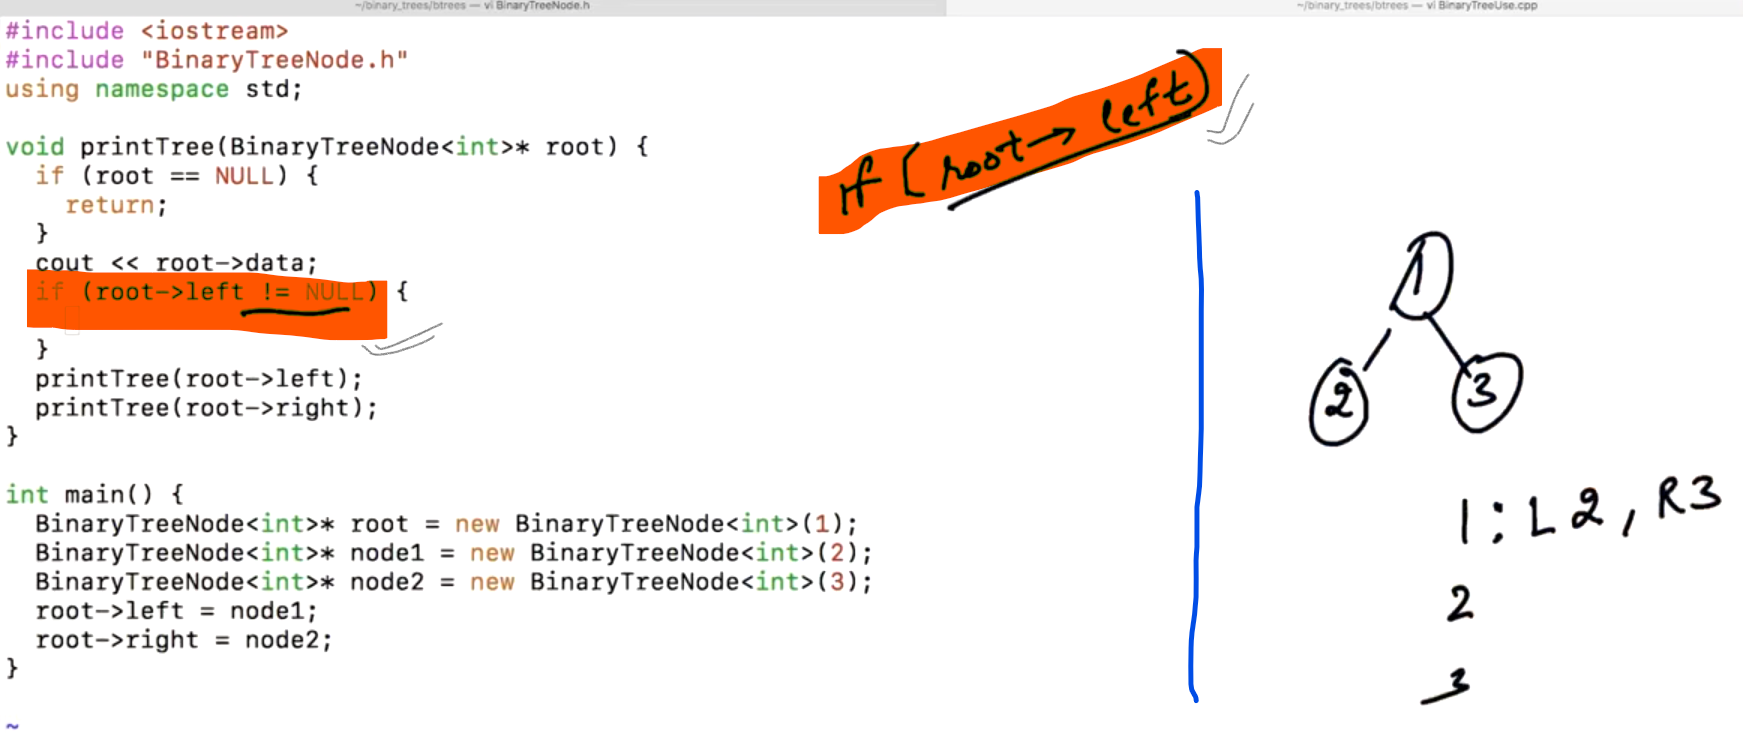 ~/binary_trees/btrees — vi BinaryTreeNode.h
~/binary_trees/btrees — vi BinaryTreeUse.cpp
#include <iostream>
#include "BinaryTreeNode.h"
using namespace std;
void printTree(BinaryTreeNode<int>* root) {
if (root == NULL) {
return;
}
cout << root->data;
if (root->left != NULL) {
}
printTree(root->left);
printTree(root->right);
}
int main() {
BinaryTreeNode<int>* root = new BinaryTreeNode<int>(1);
BinaryTreeNode<int>* node1 = new BinaryTreeNode<int>(2);
BinaryTreeNode<int>* node2 = new BinaryTreeNode<int>(3);
root->left = node1;
root->right = node2;
}
~
if (root→left)
1
2
3
1: L2, R3
2
3